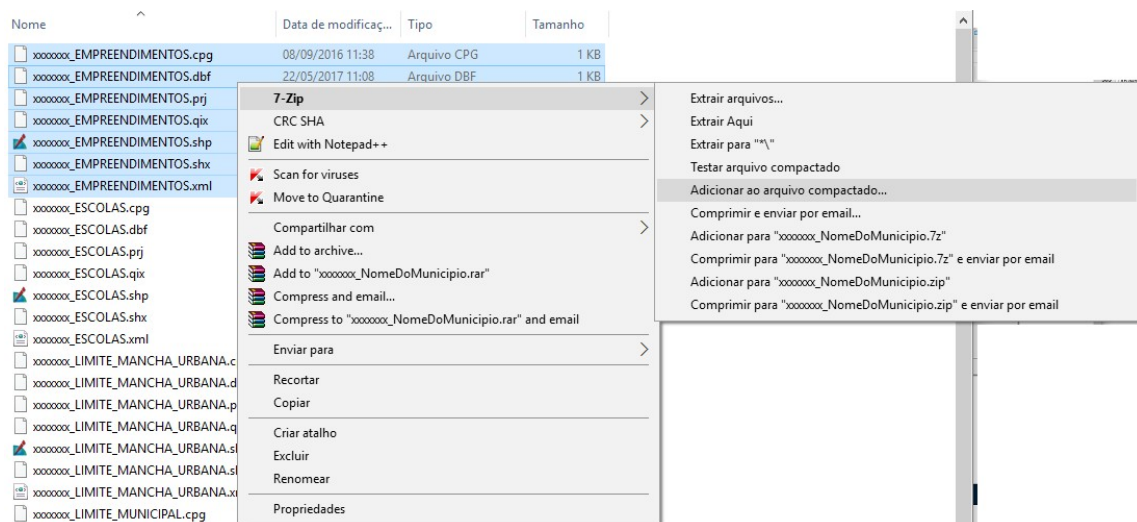 Nome Data de modificaç... Tipo Tamanho
xxxxxxx_EMPREENDIMENTOS.cpg 08/09/2016 11:38 Arquivo CPG 1 KB
xxxxxxx_EMPREENDIMENTOS.dbf 22/05/2017 11:08 Arquivo DBF 1 KB
xxxxxxx_EMPREENDIMENTOS.prj
xxxxxxx_EMPREENDIMENTOS.qix
xxxxxxx_EMPREENDIMENTOS.shp
xxxxxxx_EMPREENDIMENTOS.shx
xxxxxxx_EMPREENDIMENTOS.xml
xxxxxxx_ESCOLAS.cpg
xxxxxxx_ESCOLAS.dbf
xxxxxxx_ESCOLAS.prj
xxxxxxx_ESCOLAS.qix
xxxxxxx_ESCOLAS.shp
xxxxxxx_ESCOLAS.shx
xxxxxxx_ESCOLAS.xml
xxxxxxx_LIMITE_MANCHA_URBANA.c
xxxxxxx_LIMITE_MANCHA_URBANA.d
xxxxxxx_LIMITE_MANCHA_URBANA.p
xxxxxxx_LIMITE_MANCHA_URBANA.q
xxxxxxx_LIMITE_MANCHA_URBANA.sl
xxxxxxx_LIMITE_MANCHA_URBANA.sl
xxxxxxx_LIMITE_MANCHA_URBANA.x
xxxxxxx_LIMITE_MUNICIPAL.cpg
7-Zip
CRC SHA
Edit with Notepad++
Scan for viruses
Move to Quarantine
Compartilhar com
Add to archive...
Add to "xxxxxxx_NomeDoMunicipio.rar"
Compress and email...
Compress to "xxxxxxx_NomeDoMunicipio.rar" and email
Enviar para
Recortar
Copiar
Criar atalho
Excluir
Renomear
Propriedades
Extrair arquivos...
Extrair Aqui
Extrair para "*\"
Testar arquivo compactado
Adicionar ao arquivo compactado...
Comprimir e enviar por email...
Adicionar para "xxxxxxx_NomeDoMunicipio.7z"
Comprimir para "xxxxxxx_NomeDoMunicipio.7z" e enviar por email
Adicionar para "xxxxxxx_NomeDoMunicipio.zip"
Comprimir para "xxxxxxx_NomeDoMunicipio.zip" e enviar por email